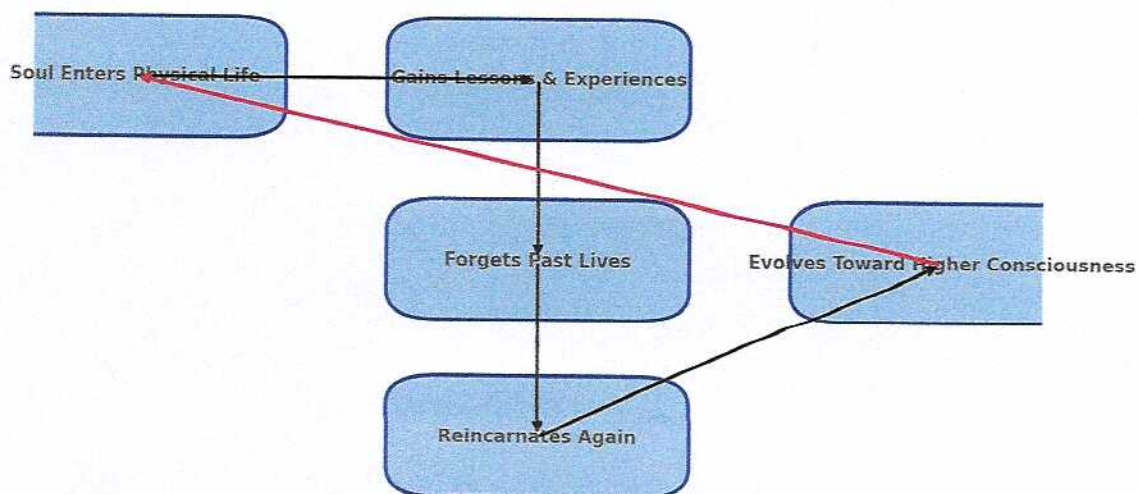 Soul Enters Physical Life
Gains Lessons & Experiences
Forgets Past Lives
Evolves Toward Higher Consciousness
Reincarnates Again